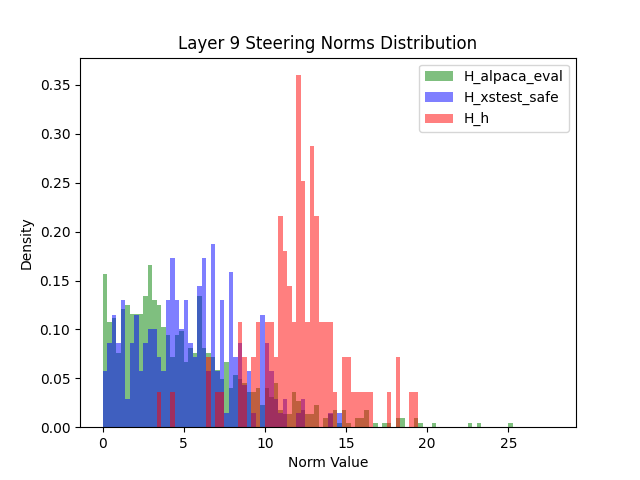 Layer 9 Steering Norms Distribution
H_alpaca_eval
H_xstest_safe
H_h
Density
0.35
0.30
0.25
0.20
0.15
0.10
0.05
0.00
0 5 10 15 20 25
Norm Value